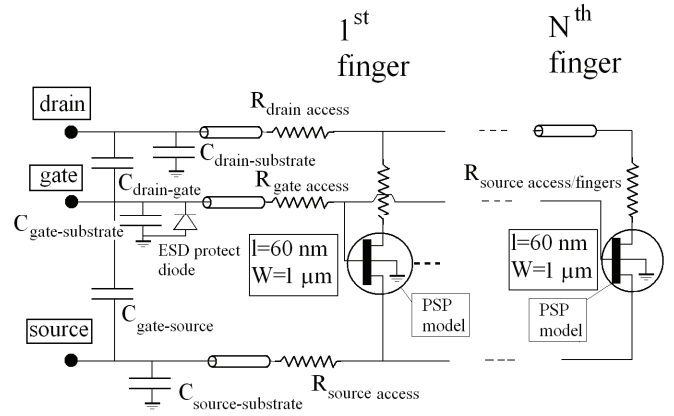 1st
finger
Nth
finger
drain
Rdrain access
Cdrain-substrate
Cdrain-gate
gate
Rgate access
Rsource access/fingers
Cgate-substrate
ESD protect
diode
l=60 nm
W=1 µm
l=60 nm
W=1 µm
PSP
model
PSP
model
Cgate-source
source
Rsource access
Csource-substrate